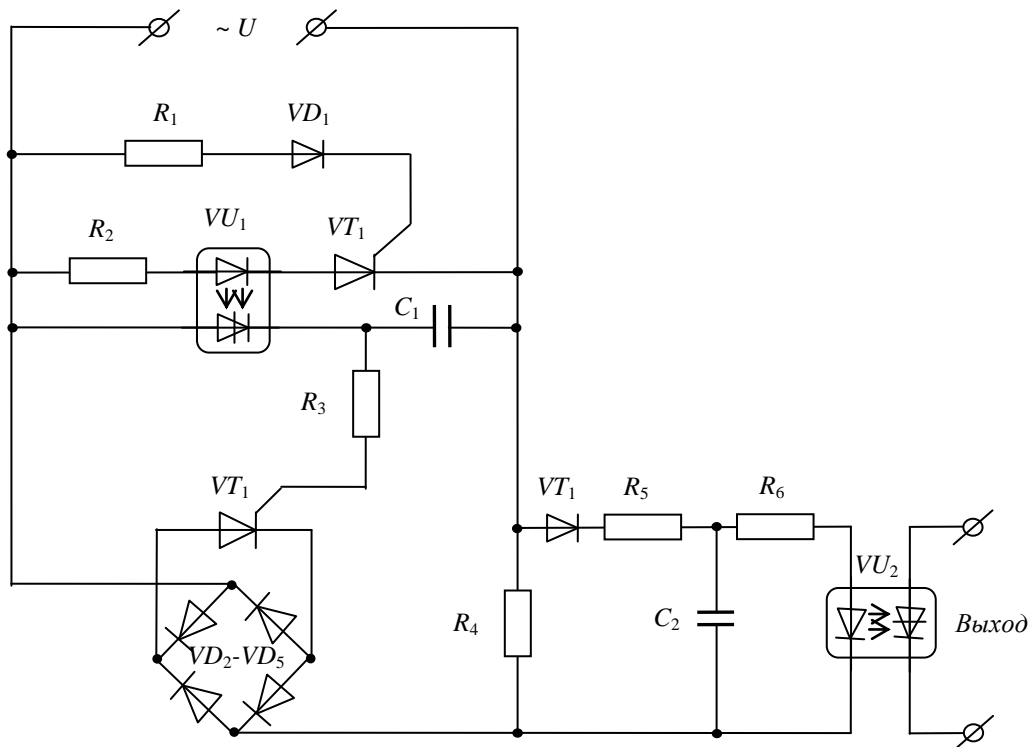 ~ U
R1
VD1
R2
VU1
VT1
C1
R3
VT1
VT1
R5
R6
VU2
R4
C2
Выход
VD2-VD5